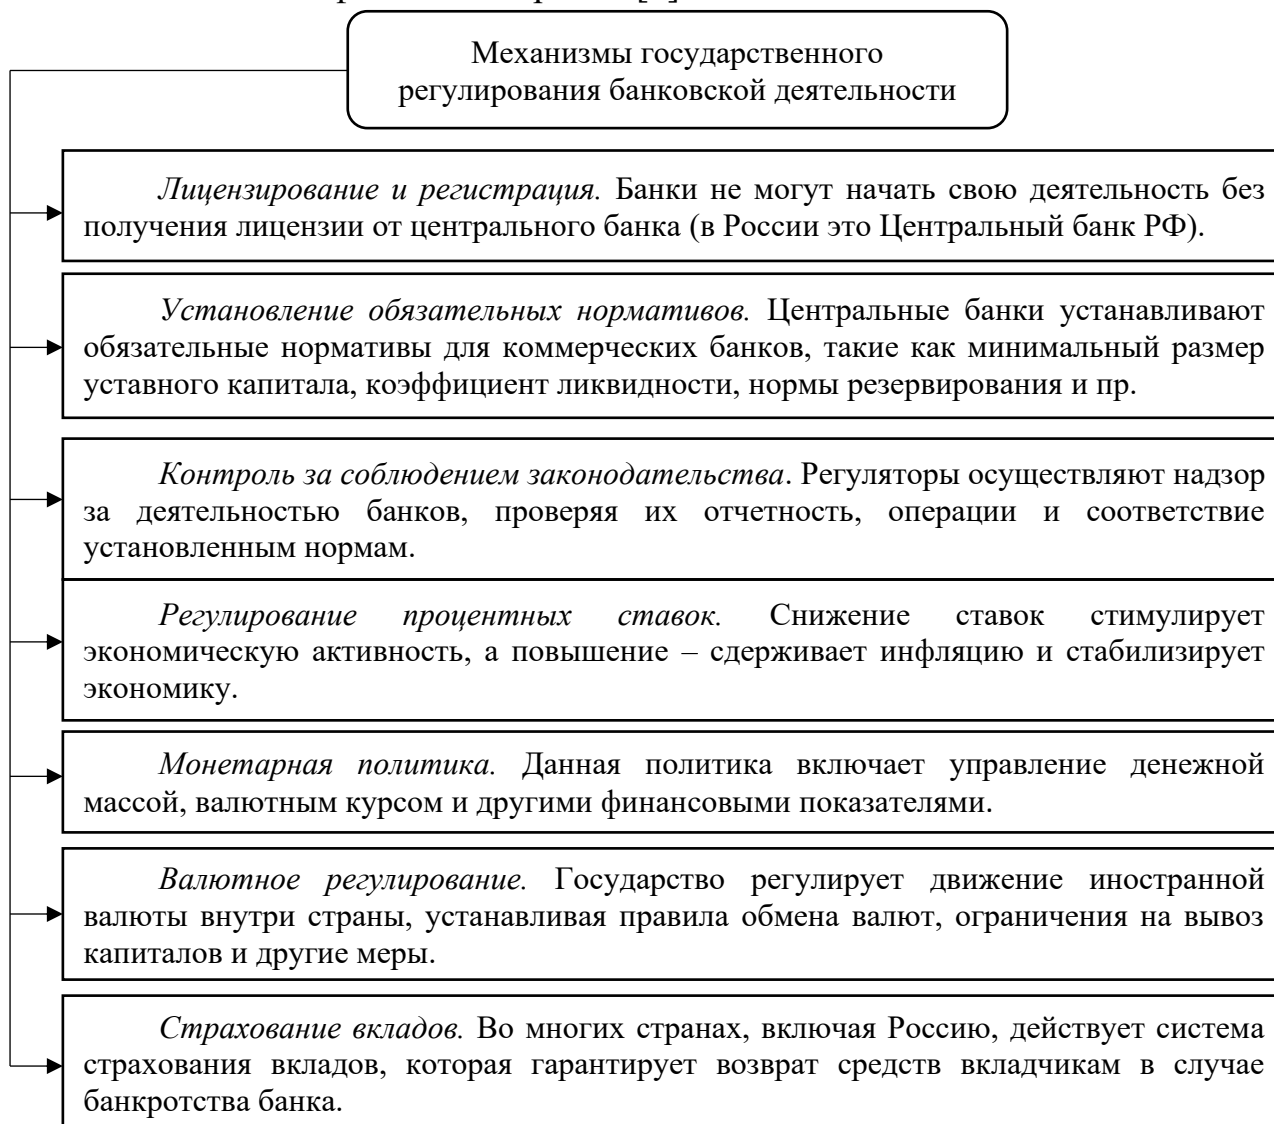 Механизмы государственного
регулирования банковской деятельности
Лицензирование и регистрация. Банки не могут начать свою деятельность без
получения лицензии от центрального банка (в России это Центральный банк РФ).
Установление обязательных нормативов. Центральные банки устанавливают
обязательные нормативы для коммерческих банков, такие как минимальный размер
уставного капитала, коэффициент ликвидности, нормы резервирования и пр.
Контроль за соблюдением законодательства. Регуляторы осуществляют надзор
за деятельностью банков, проверяя их отчетность, операции и соответствие
установленным нормам.
Регулирование процентных ставок. Снижение ставок стимулирует
экономическую активность, а повышение – сдерживает инфляцию и стабилизирует
экономику.
Монетарная политика. Данная политика включает управление денежной
массой, валютным курсом и другими финансовыми показателями.
Валютное регулирование. Государство регулирует движение иностранной
валюты внутри страны, устанавливая правила обмена валют, ограничения на вывоз
капиталов и другие меры.
Страхование вкладов. Во многих странах, включая Россию, действует система
страхования вкладов, которая гарантирует возврат средств вкладчикам в случае
банкротства банка.